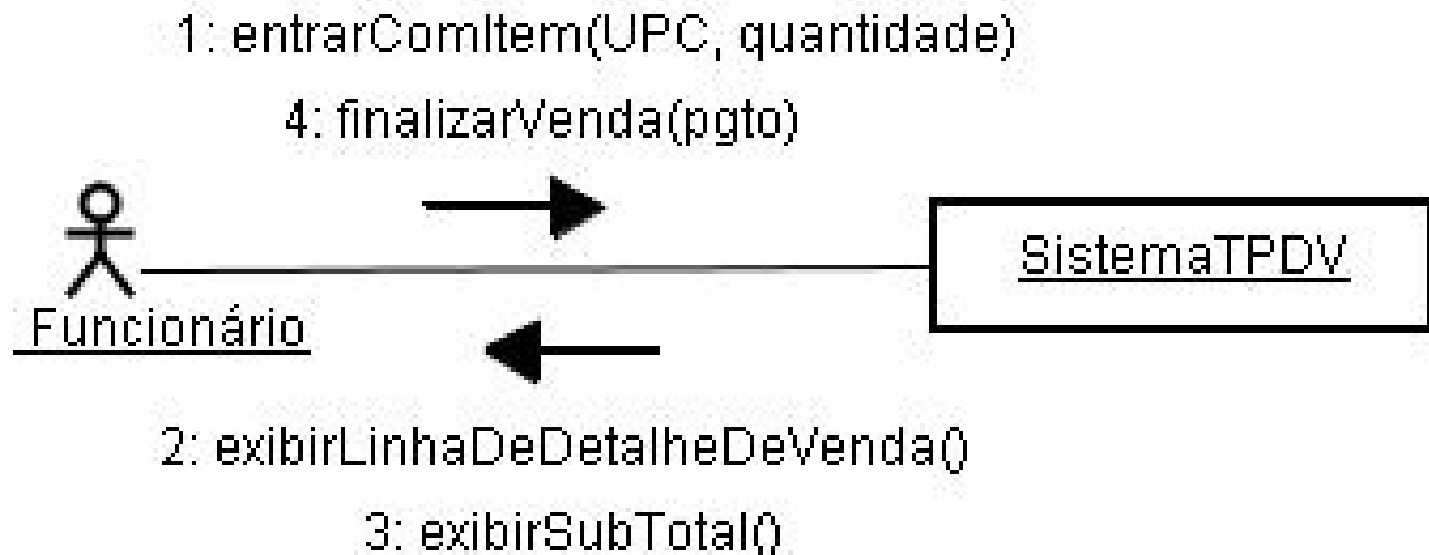 1: entrarComItem(UPC, quantidade)
4: finalizarVenda(pgto)
SistemaTPDV
Funcionário
2: exibirLinhaDeDetalheDeVenda()
3: exibirSubTotal()